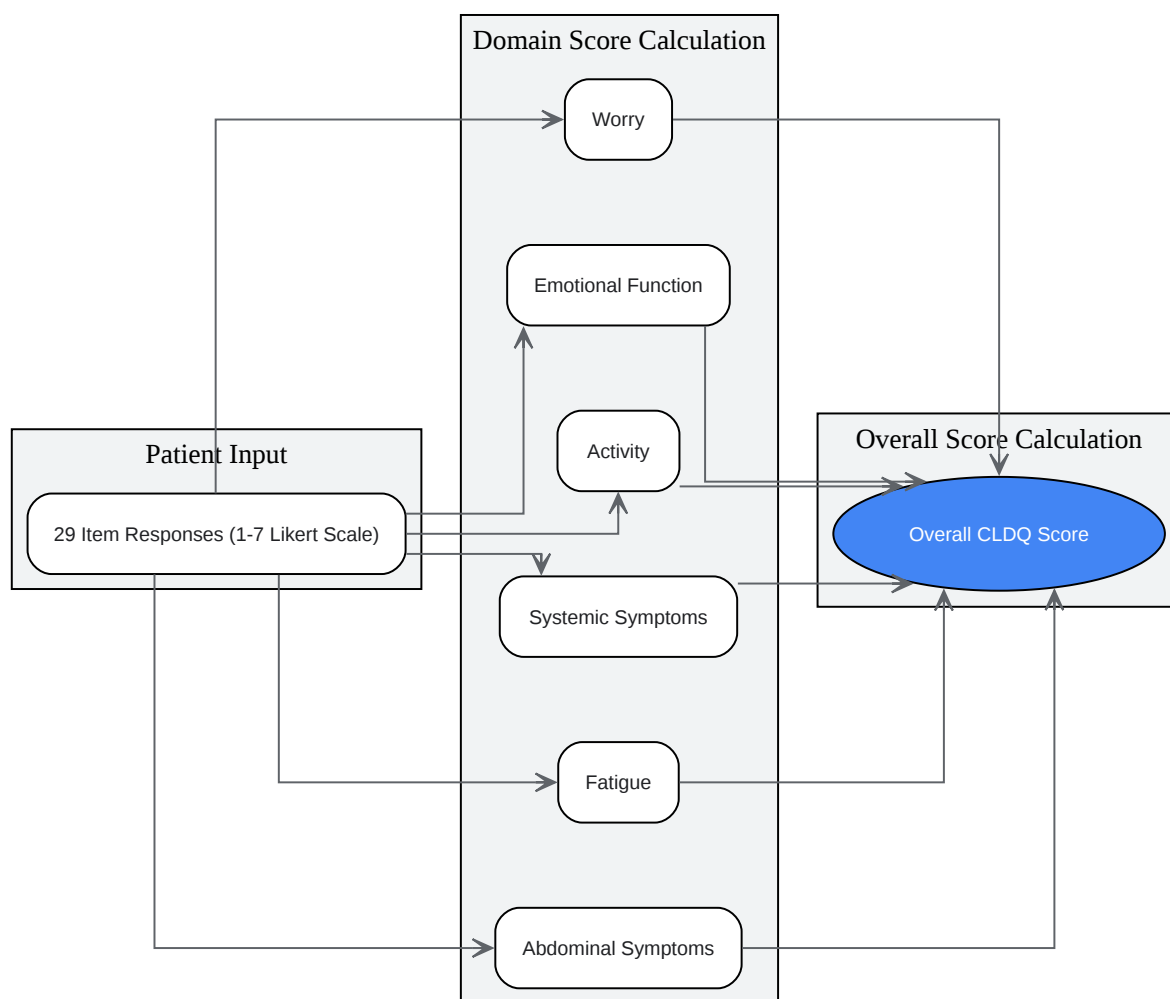 Domain Score Calculation
Worry
Emotional Function
Activity
Systemic Symptoms
Fatigue
Abdominal Symptoms
Patient Input
29 Item Responses (1-7 Likert Scale)
Overall Score Calculation
Overall CLDQ Score